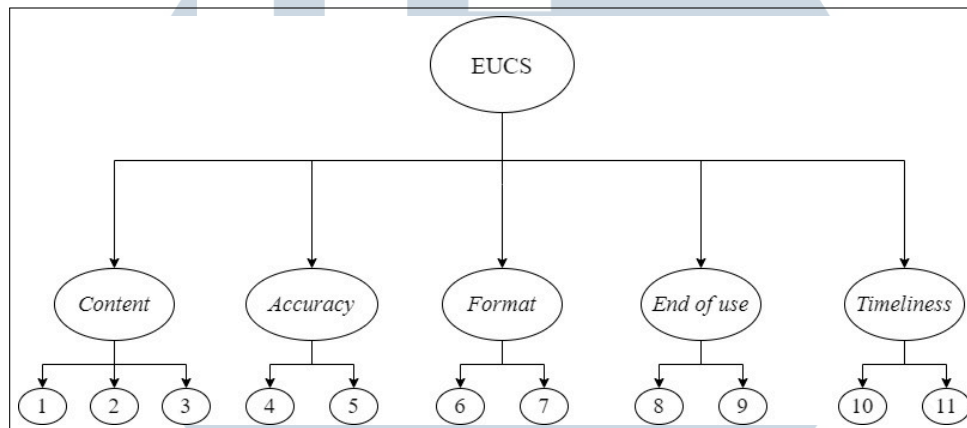 EUCS
Content Accuracy Format End of use Timeliness
1 2 3 4 5 6 7 8 9 10 11